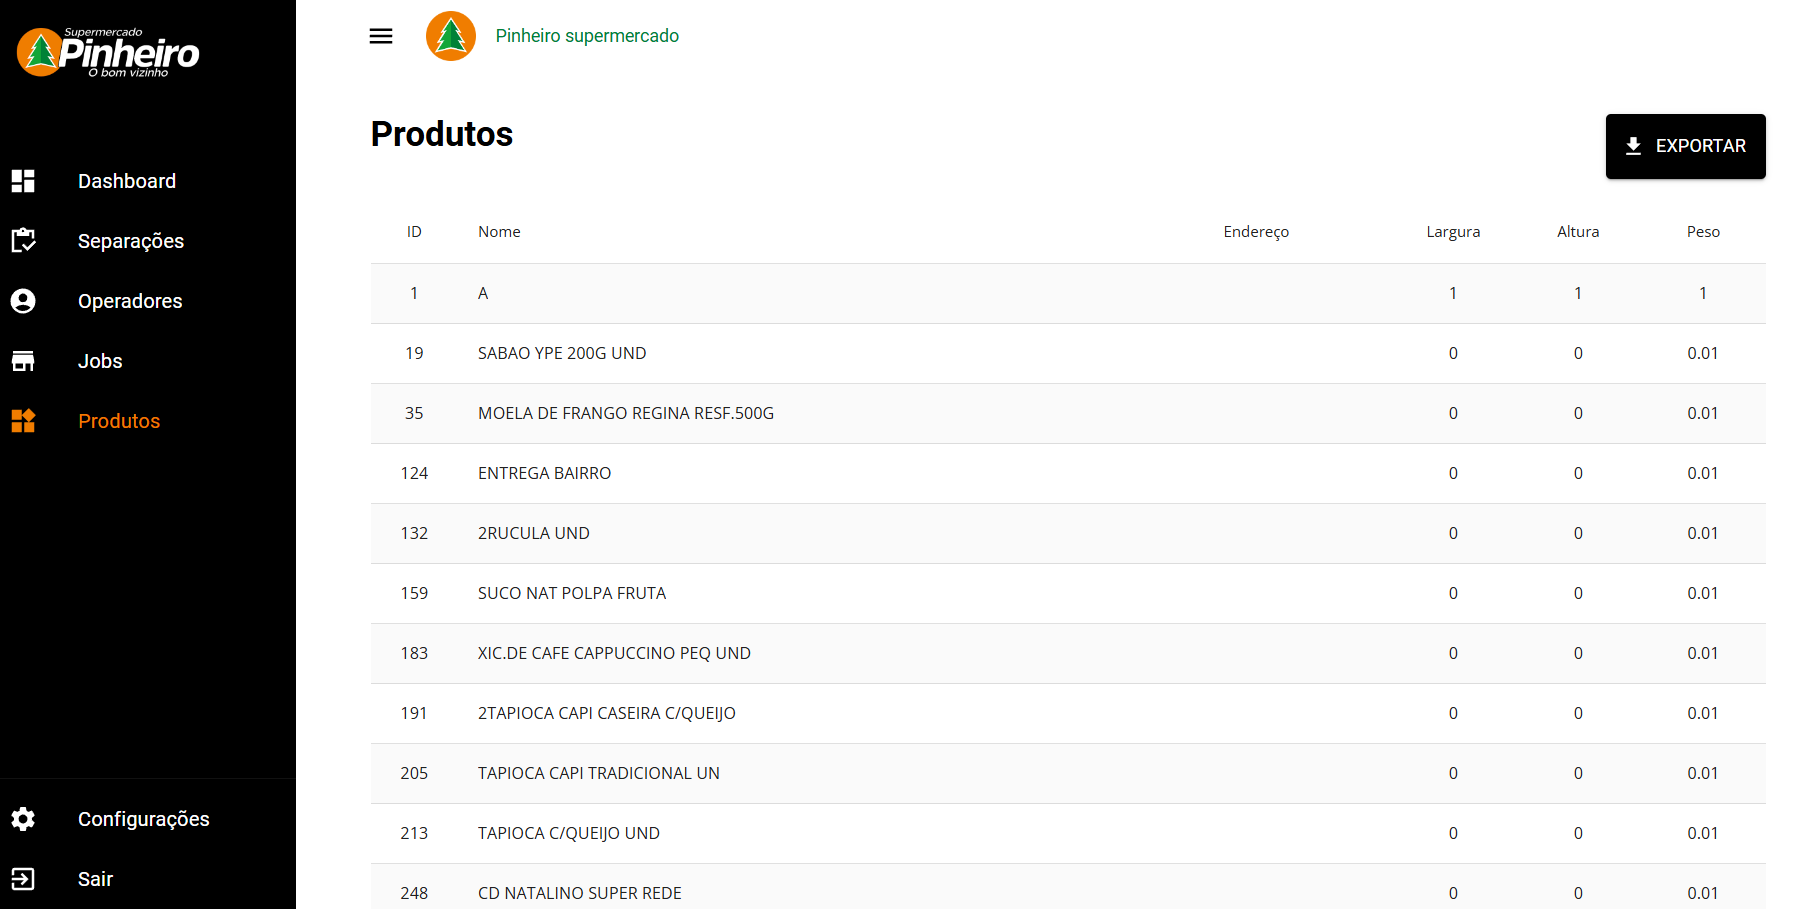 Supermercado
Pinheiro
O bom vizinho
Dashboard
Separações
Operadores
Jobs
Produtos
Configurações
Sair
Pinheiro supermercado
Produtos
EXPORTAR
ID Nome Endereço Largura Altura Peso
1 A 1 1 1
19 SABAO YPE 200G UND 0 0 0.01
35 MOELA DE FRANGO REGINA RESF.500G 0 0 0.01
124 ENTREGA BAIRRO 0 0 0.01
132 2RUCULA UND 0 0 0.01
159 SUCO NAT POLPA FRUTA 0 0 0.01
183 XIC.DE CAFE CAPPUCCINO PEQ UND 0 0 0.01
191 2TAPIOCA CAPI CASEIRA C/QUEIJO 0 0 0.01
205 TAPIOCA CAPI TRADICIONAL UN 0 0 0.01
213 TAPIOCA C/QUEIJO UND 0 0 0.01
248 CD NATALINO SUPER REDE 0 0 0.01